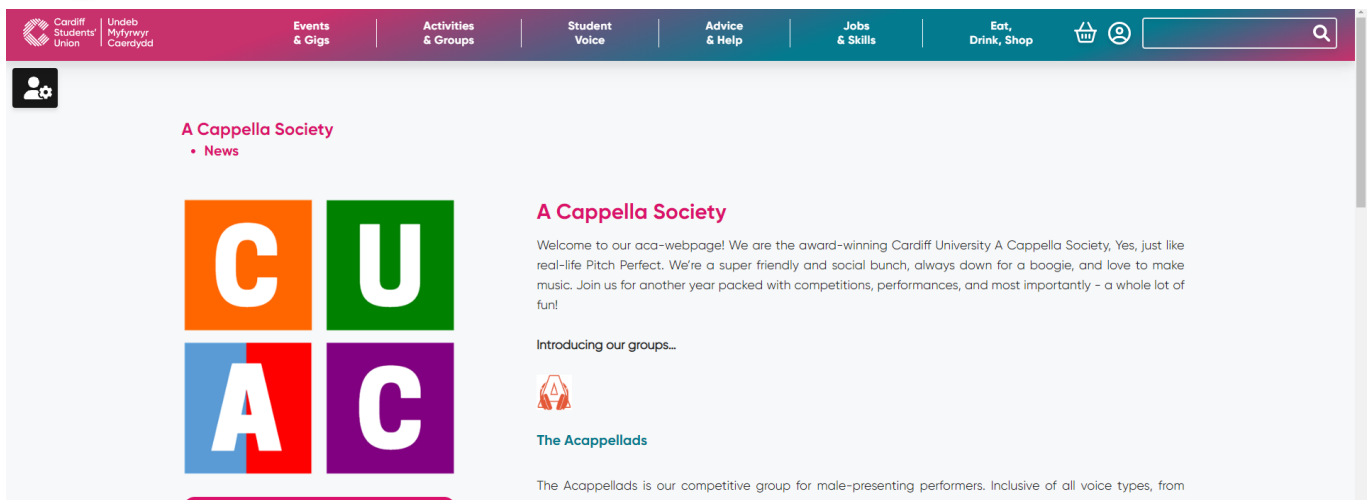 Cardiff
Students'
Union
Undeb
Myfyrwyr
Caerdydd
Events
& Gigs
Activities
& Groups
Student
Voice
Advice
& Help
Jobs
& Skills
Eat,
Drink, Shop
A Cappella Society
• News
C U
A C
A Cappella Society
Welcome to our aca-webpage! We are the award-winning Cardiff University A Cappella Society, Yes, just like
real-life Pitch Perfect. We're a super friendly and social bunch, always down for a boogie, and love to make
music. Join us for another year packed with competitions, performances, and most importantly - a whole lot of
fun!
Introducing our groups...
The Acappellads
The Acappellads is our competitive group for male-presenting performers. Inclusive of all voice types, from